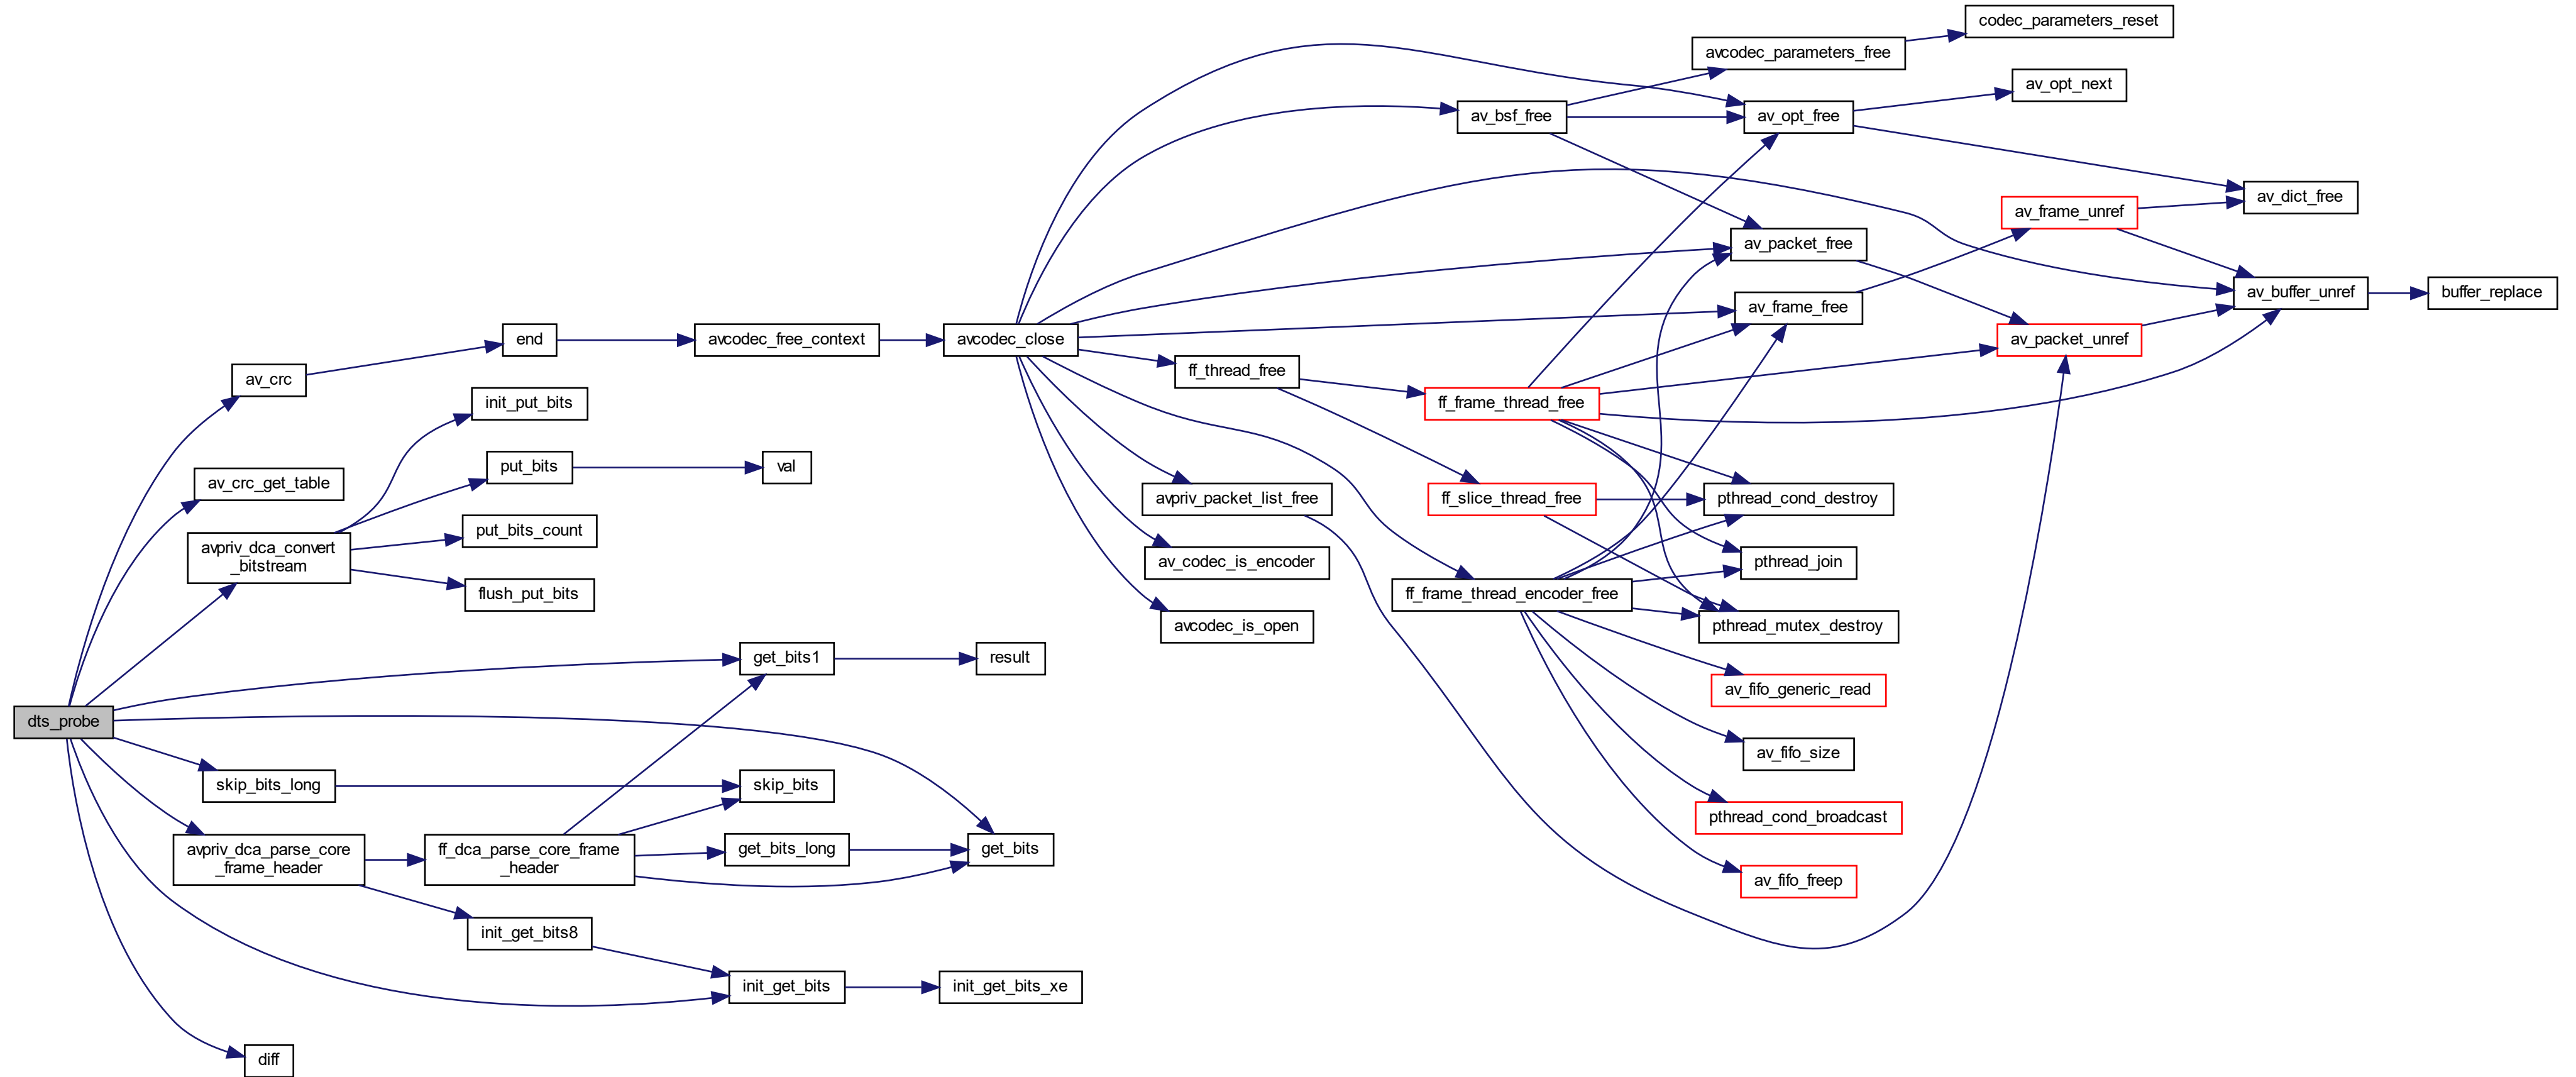 codec_parameters_reset
avcodec_parameters_free
av_opt_next
av_bsf_free
av_opt_free
av_dict_free
av_frame_unref
av_packet_free
av_buffer_unref
buffer_replace
av_frame_free
end
avcodec_free_context
avcodec_close
av_packet_unref
ff_thread_free
av_crc
init_put_bits
ff_frame_thread_free
put_bits
val
av_crc_get_table
avpriv_packet_list_free
ff_slice_thread_free
pthread_cond_destroy
put_bits_count
avpriv_dca_convert
_bitstream
av_codec_is_encoder
pthread_join
flush_put_bits
ff_frame_thread_encoder_free
avcodec_is_open
pthread_mutex_destroy
get_bits1
result
av_fifo_generic_read
dts_probe
av_fifo_size
skip_bits_long
skip_bits
pthread_cond_broadcast
avpriv_dca_parse_core
_frame_header
ff_dca_parse_core_frame
_header
get_bits_long
get_bits
av_fifo_freep
init_get_bits8
init_get_bits
init_get_bits_xe
diff